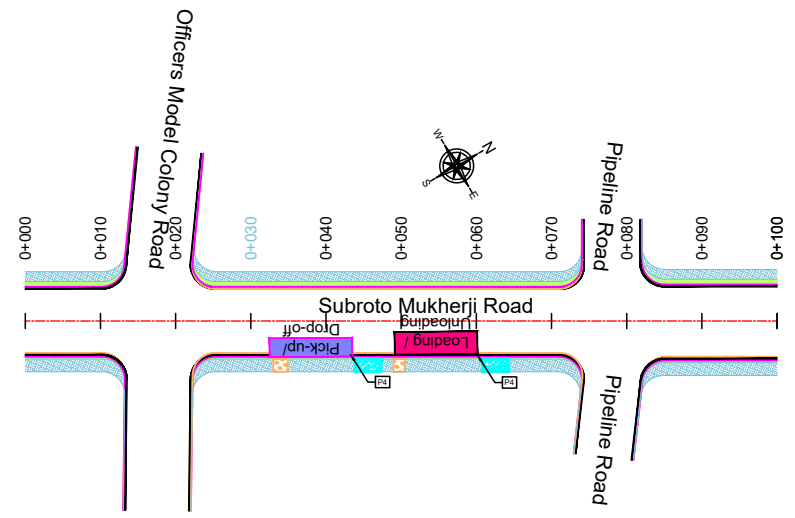 Officers Model Colony Road
W
N
S
E
Pipeline Road
0+000
0+010
0+020
0+030
0+040
0+050
0+060
0+070
0+080
0+090
0+101
Subroto Mukherji Road
Pick-up/
Drop-off
Loading /
Unloading
P4
P4
Pipeline Road